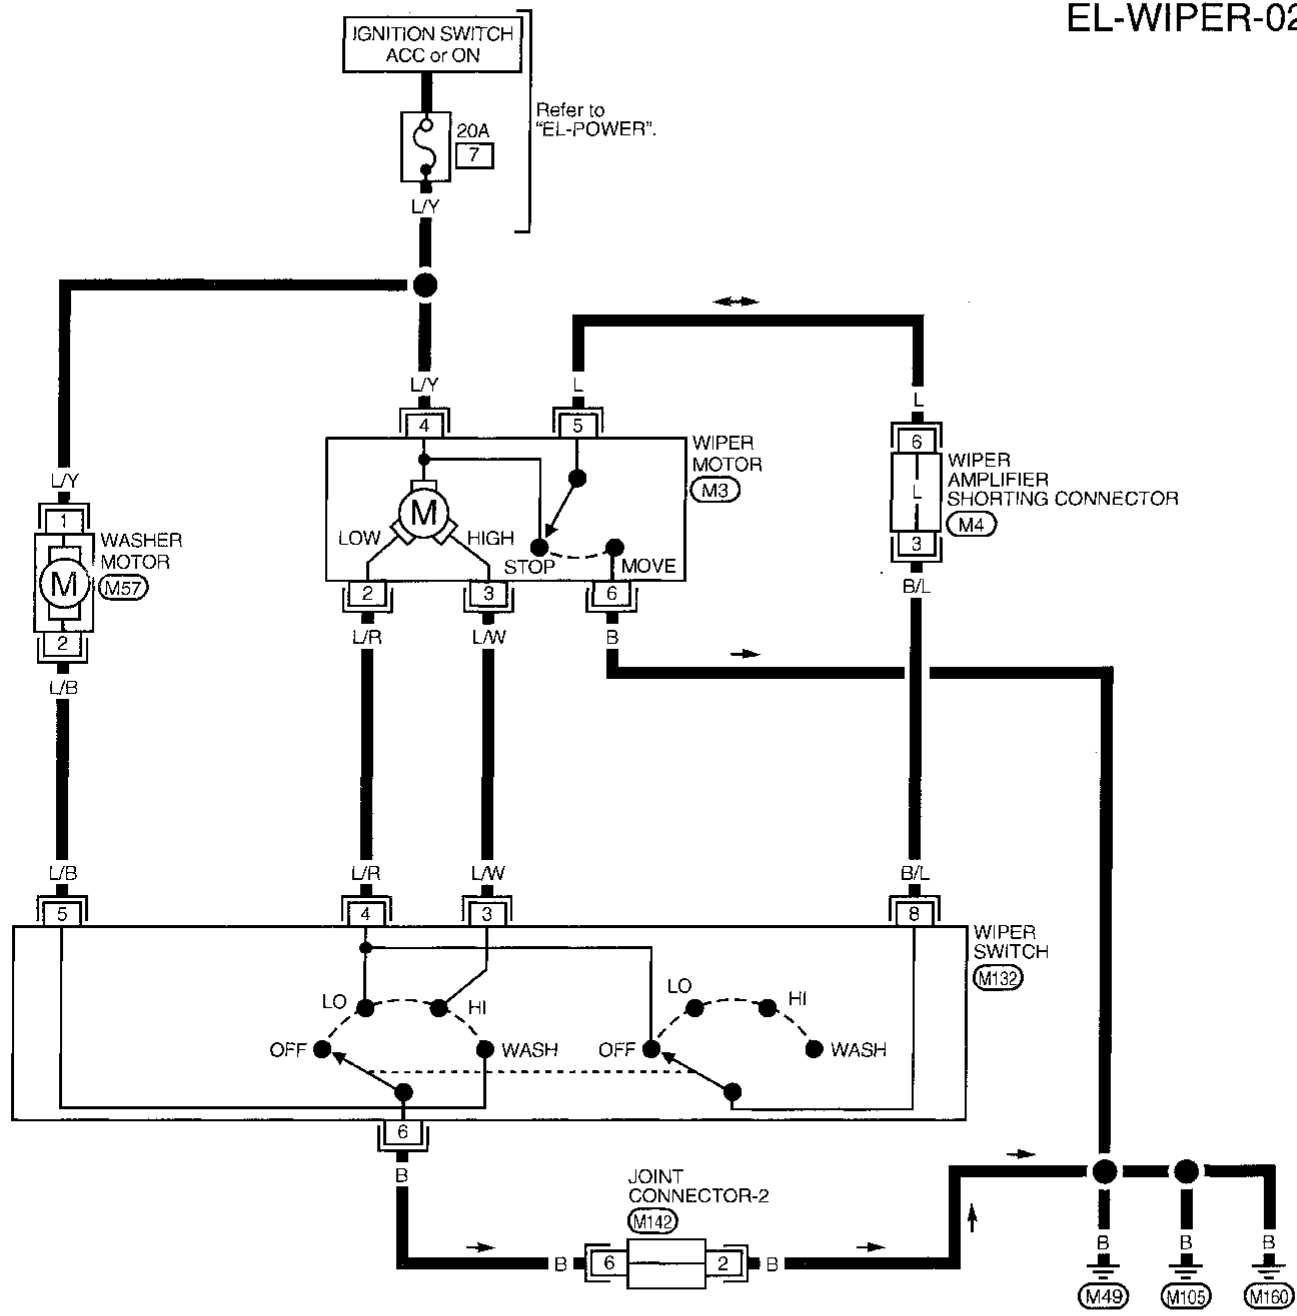 EL-WIPER-02
IGNITION SWITCH
ACC or ON
Refer to
"EL-POWER".
20A
7
L/Y
L/Y
L
L
4
5
6
WIPER
MOTOR
M3
WIPER
AMPLIFIER
SHORTING CONNECTOR
M4
L
3
B/L
L/Y
1
WASHER
MOTOR
M57
M
2
L/B
M
LOW
HIGH
STOP
MOVE
2
3
6
L/R
L/W
B
L/B
L/R
L/W
B/L
5
4
3
8
WIPER
SWITCH
M132
LO
HI
OFF
WASH
LO
HI
OFF
WASH
6
B
JOINT
CONNECTOR-2
M142
B
6
2
B
B
B
B
M49
M105
M160